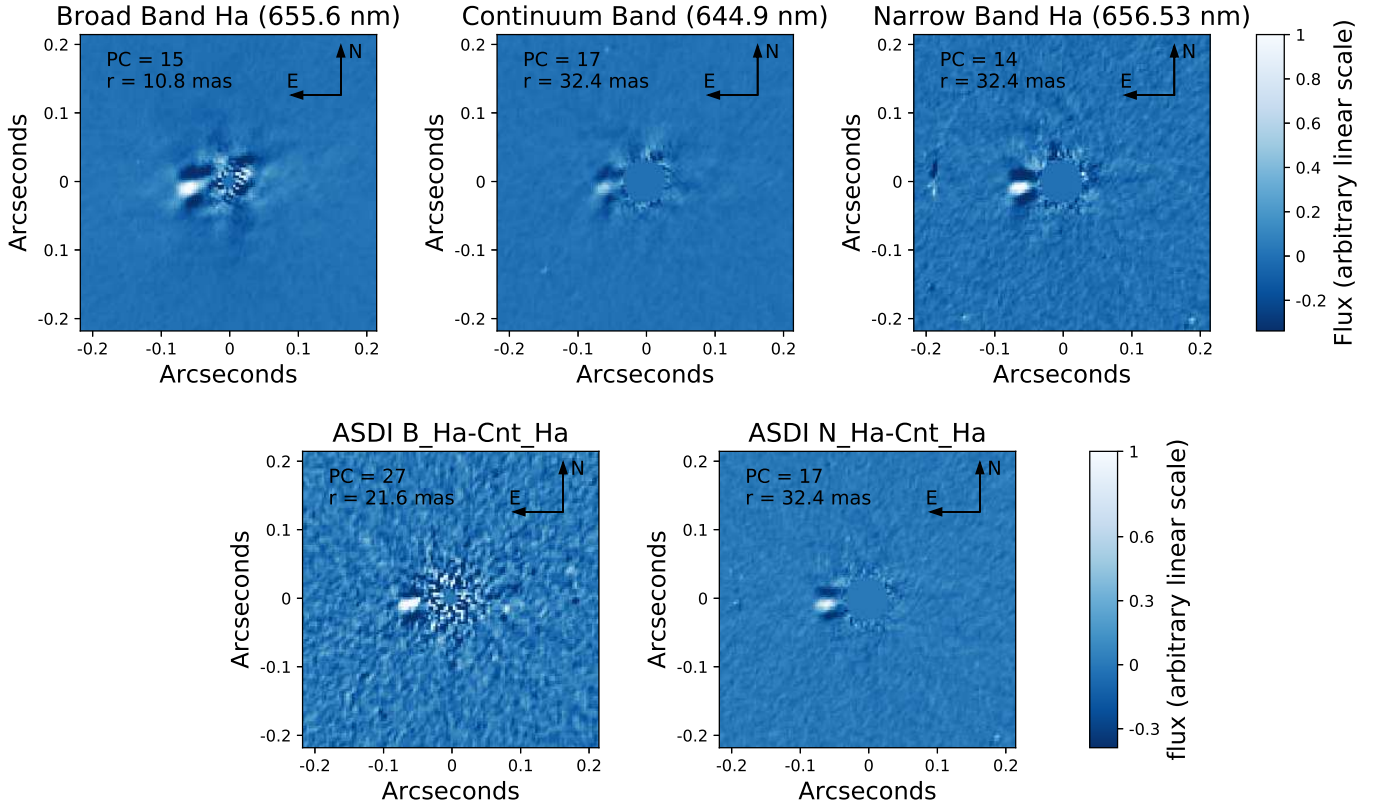 Broad Band Ha (655.6 nm)
Continuum Band (644.9 nm)
Narrow Band Ha (656.53 nm)
PC = 15
r = 10.8 mas
N
E
0.2
0.1
0
0.1
-0.2
-0.2
-0.1
0
0.1
0.2
Arcseconds
Arcseconds
PC = 17
r = 32.4 mas
N
E
0.2
0.1
0
-0.1
-0.2
-0.2
-0.1
0
0.1
0.2
Arcseconds
Arcseconds
PC = 14
r = 32.4 mas
N
E
0.2
0.1
0
-0.1
-0.2
-0.2
-0.1
0
0.1
0.2
Arcseconds
Arcseconds
1
0.8
0.6
0.4
0.2
0
-0.2
Flux (arbitrary linear scale)
ASDI B_Ha-Cnt_Ha
ASDI N_Ha-Cnt_Ha
PC = 27
r = 21.6 mas
N
E
0.2
0.1
0
-0.1
-0.2
-0.2
-0.1
0
0.1
0.2
Arcseconds
Arcseconds
PC = 17
r = 32.4 mas
N
E
0.2
0.1
0
-0.1
-0.2
-0.2
-0.1
0
0.1
0.2
Arcseconds
Arcseconds
1
0.6
0.3
0
-0.3
flux (arbitrary linear scale)